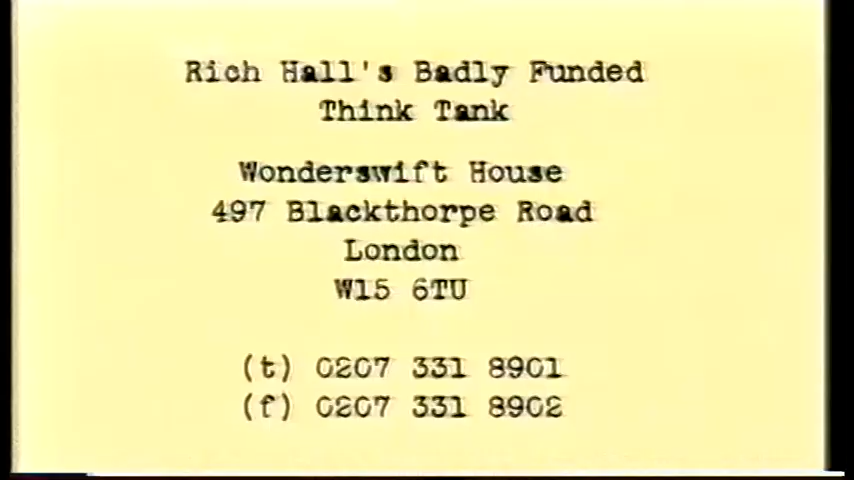 Rich Hall's Badly Funded
Think Tank
Wonderswift House
497 Blackthorpe Road
London
W15 6TU
(t) 0207 331 8901
(f) 0207 331 8902